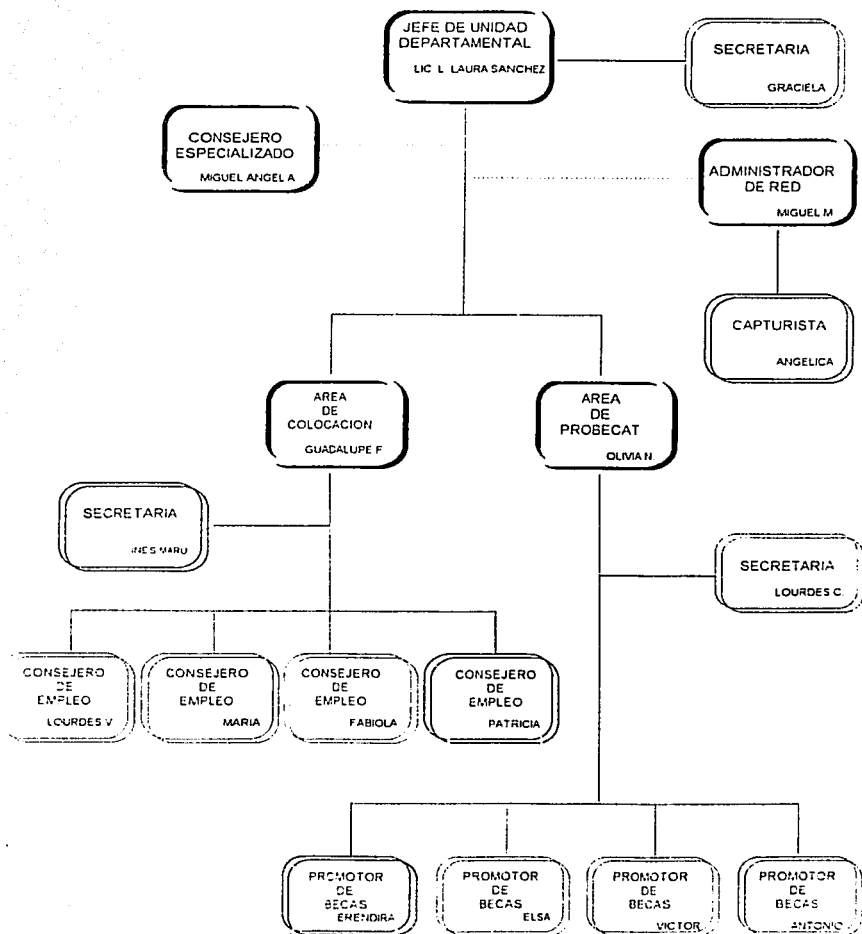 JEFE DE UNIDAD
DEPARTAMENTAL
LIC L LAURA SANCHEZ
SECRETARIA
GRACIELA
CONSEJERO
ESPECIALIZADO
MIGUEL ANGEL A
ADMINISTRADOR
DE RED
MIGUEL M
CAPTURISTA
ANGELICA
AREA
DE
COLOCACION
GUADALUPE F
AREA
DE
PROBECAT
OLIVIA N.
SECRETARIA
INES MARU
SECRETARIA
LOURDES C.
CONSEJERO
DE
EMPLEO
LOURDES V
CONSEJERO
DE
EMPLEO
MARIA
CONSEJERO
DE
EMPLEO
FABIOLA
CONSEJERO
DE
EMPLEO
PATRICIA
PROMOTOR
DE
BECAS
ERENDIRA
PROMOTOR
DE
BECAS
ELSA
PROMOTOR
DE
BECAS
VICTOR
PROMOTOR
DE
BECAS
ANTONIO